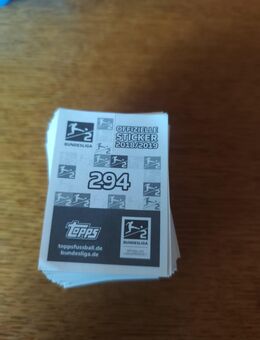 OFFIZIELLE
STICKER
2018/2019
BUNDESLIGA
294
Topps
toppsfussball.de
bundesliga.de
BUNDESLIGA